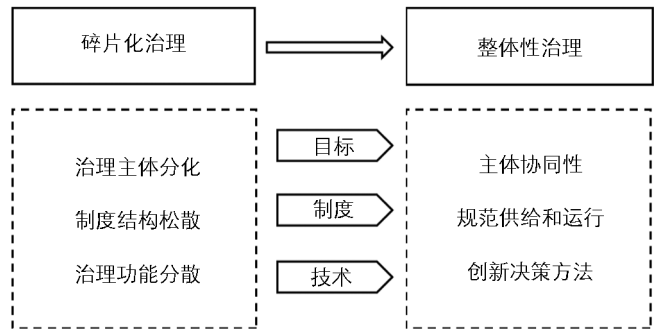 碎片化治理
整体性治理
治理主体分化
制度结构松散
治理功能分散
目标
制度
技术
主体协同性
规范供给和运行
创新决策方法